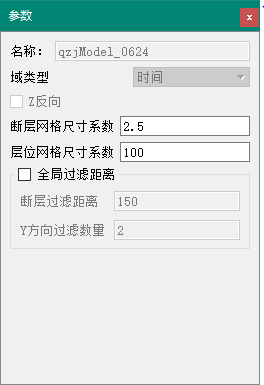 参数
名称: qzjModel_0624
域类型 时间
Z反向
断层网格尺寸系数 2.5
层位网格尺寸系数 100
全局过滤距离
断层过滤距离 150
Y方向过滤数量 2